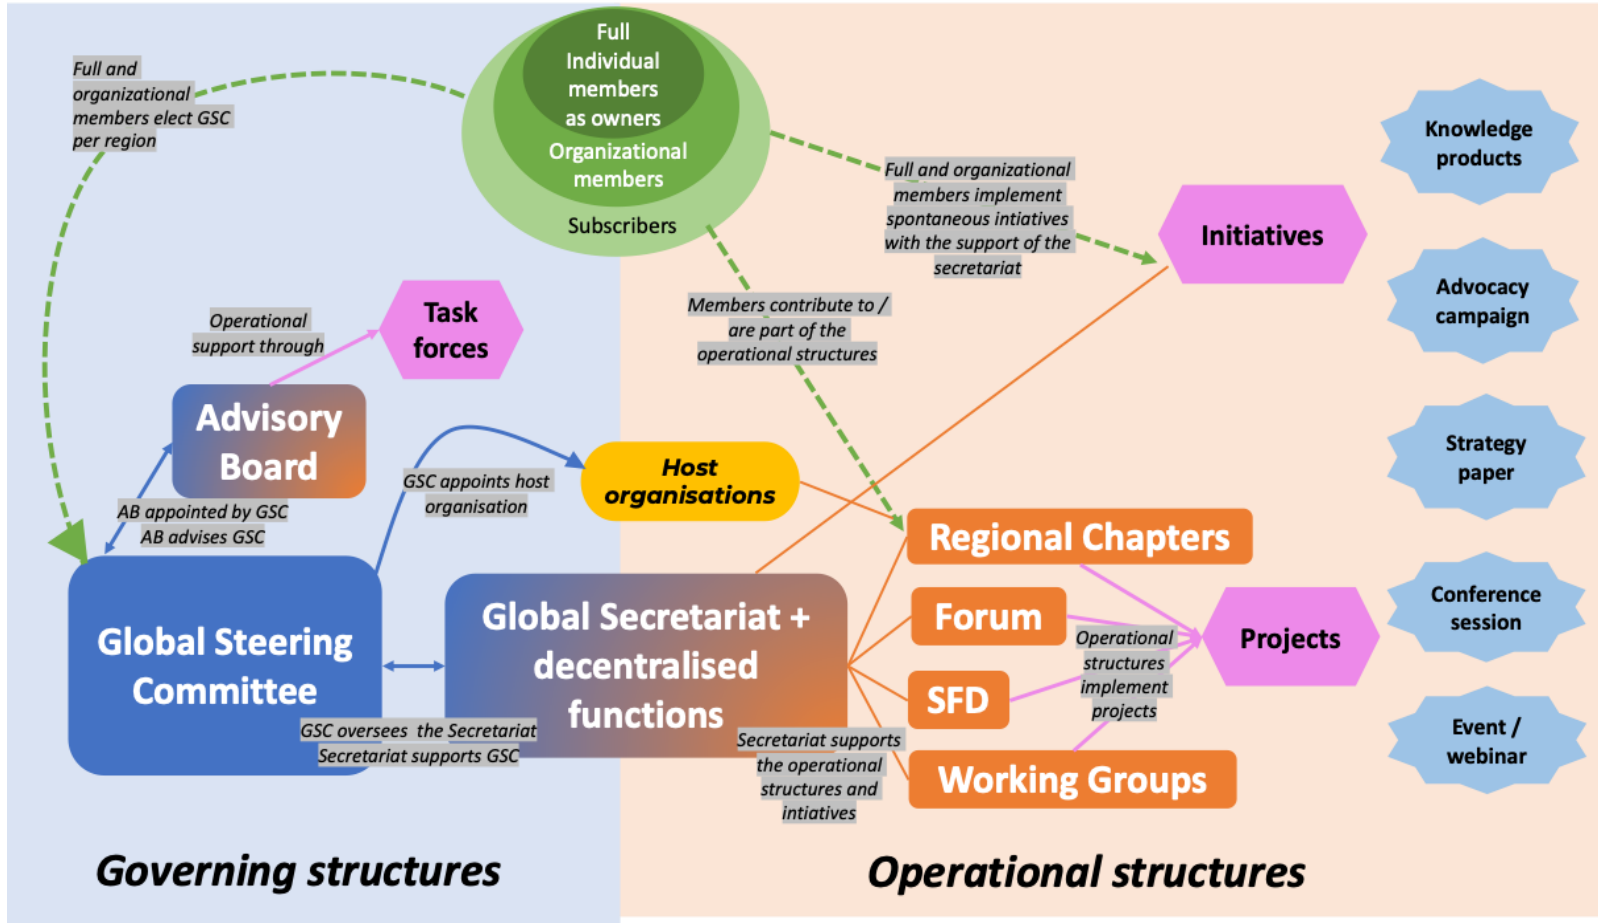 Full
Individual
members
as owners
Organizational
members
Subscribers
Full and
organizational
members elect GSC
per region
Full and organizational
members implement
spontaneous intiatives
with the support of the
secretariat
Initiatives
Members contribute to /
are part of the
operational structures
Operational
support through
Task
forces
Advisory
Board
AB appointed by GSC
AB advises GSC
GSC appoints host
organisation
Host
organisations
Global Steering
Committee
Global Secretariat +
decentralised
functions
GSC oversees the Secretariat
Secretariat supports GSC
Secretariat supports
the operational
structures and
intiatives
Regional Chapters
Forum
SFD
Working Groups
Operational
structures
implement
projects
Projects
Knowledge
products
Advocacy
campaign
Strategy
paper
Conference
session
Event /
webinar
Governing structures
Operational structures